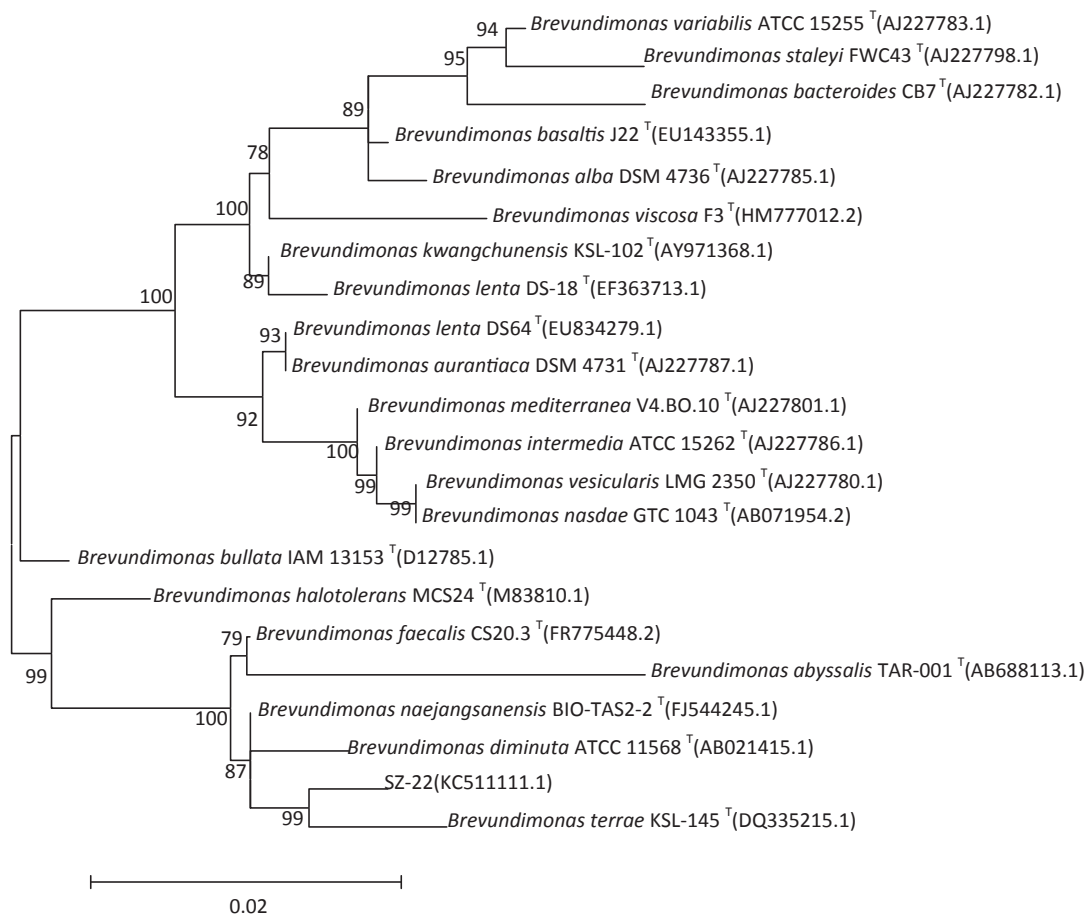 94
Brevundimonas variabilis ATCC 15255 T(AJ227783.1)
95
Brevundimonas staleyi FWC43 T(AJ227798.1)
Brevundimonas bacteroides CB7 T(AJ227782.1)
89
Brevundimonas basaltis J22 T(EU143355.1)
78
Brevundimonas alba DSM 4736 T(AJ227785.1)
100
Brevundimonas viscosa F3 T(HM777012.2)
Brevundimonas kwangchunensis KSL-102 T(AY971368.1)
89
Brevundimonas lenta DS-18 T(EF363713.1)
100
Brevundimonas lenta DS64 T(EU834279.1)
93
Brevundimonas aurantiaca DSM 4731 T(AJ227787.1)
92
Brevundimonas mediterranea V4.BO.10 T(AJ227801.1)
100
Brevundimonas intermedia ATCC 15262 T(AJ227786.1)
99
Brevundimonas vesicularis LMG 2350 T(AJ227780.1)
99
Brevundimonas nasdae GTC 1043 T(AB071954.2)
Brevundimonas bullata IAM 13153 T(D12785.1)
Brevundimonas halotolerans MCS24 T(M83810.1)
79
Brevundimonas faecalis CS20.3 T(FR775448.2)
99
Brevundimonas abyssalis TAR-001 T(AB688113.1)
100
Brevundimonas naejangsanensis BIO-TAS2-2 T(FJ544245.1)
Brevundimonas diminuta ATCC 11568 T(AB021415.1)
87
SZ-22(KC511111.1)
99
Brevundimonas terrae KSL-145 T(DQ335215.1)
0.02